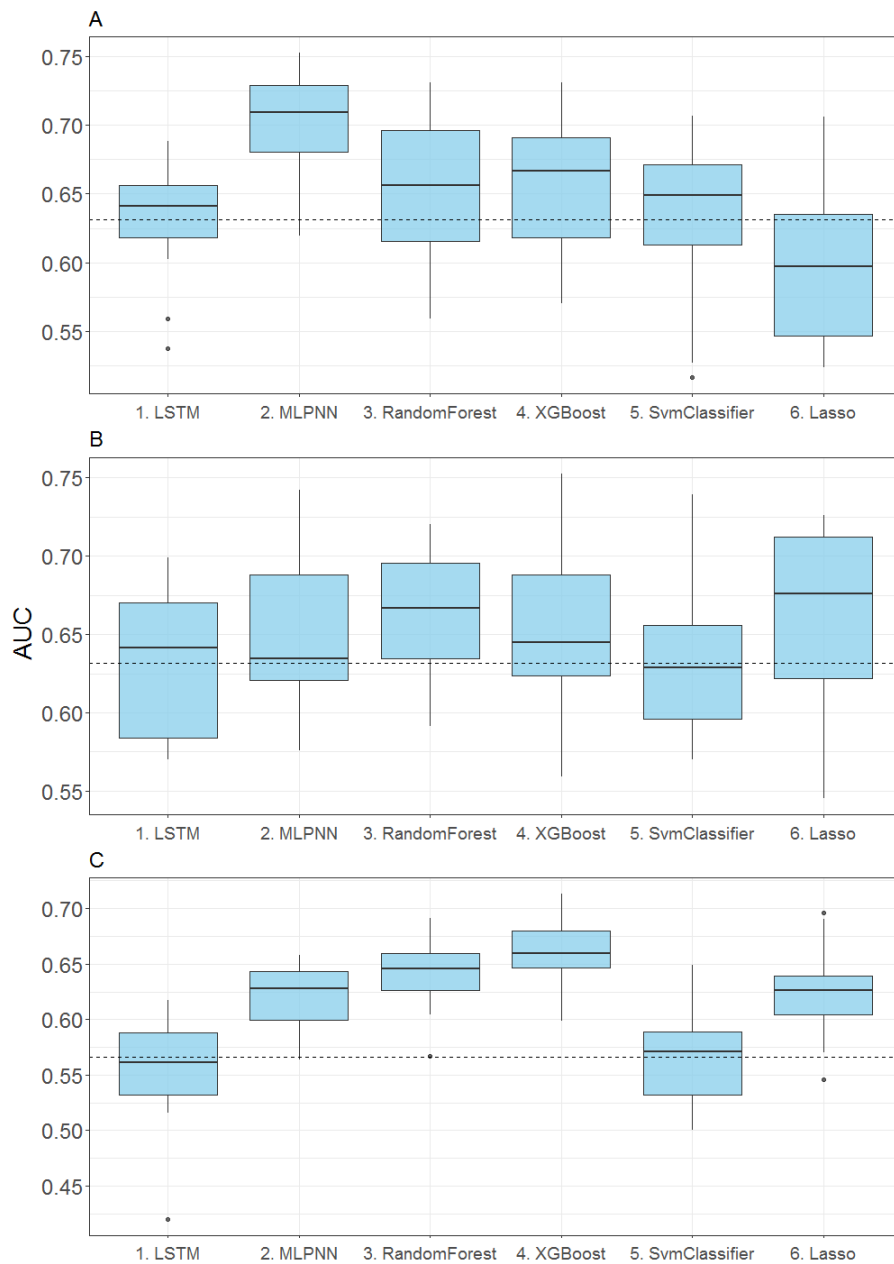 A
0.75
0.70
0.65
0.60
0.55
1. LSTM 2. MLPNN 3. RandomForest 4. XGBoost 5. SvmClassifier 6. Lasso
B
0.75
0.70
0.65
0.60
0.55
AUC
1. LSTM 2. MLPNN 3. RandomForest 4. XGBoost 5. SvmClassifier 6. Lasso
C
0.70
0.65
0.60
0.55
0.50
0.45
1. LSTM 2. MLPNN 3. RandomForest 4. XGBoost 5. SvmClassifier 6. Lasso